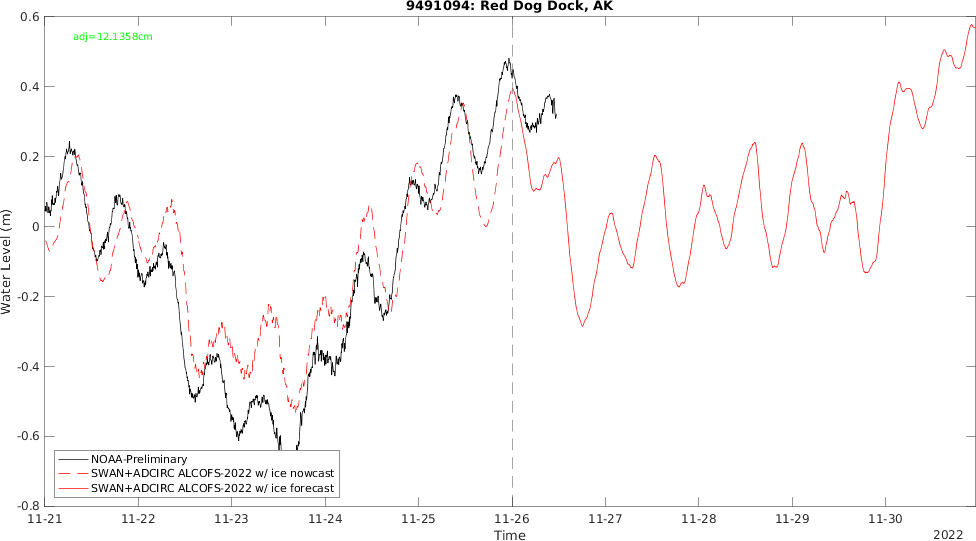 9491094: Red Dog Dock, AK
adj=12.1358cm
0.6
0.4
0.2
0
-0.2
-0.4
-0.6
-0.8
Water Level (m)
NOAA-Preliminary
SWAN+ADCIRC ALCOFS-2022 w/ ice nowcast
SWAN+ADCIRC ALCOFS-2022 w/ ice forecast
11-21 11-22 11-23 11-24 11-25 11-26 11-27 11-28 11-29 11-30
Time
2022